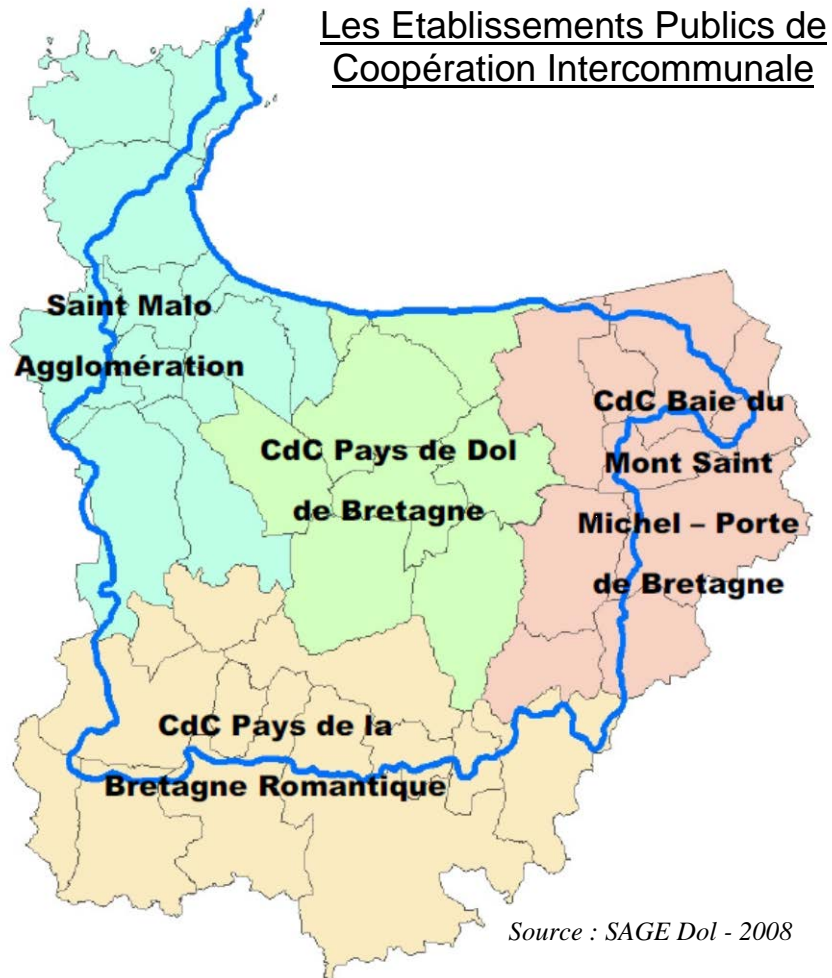 Les Etablissements Publics de
Coopération Intercommunale
Saint Malo
Agglomération
CdC Pays de Dol
de Bretagne
CdC Baie du
Mont Saint
Michel – Porte
de Bretagne
CdC Pays de la
Bretagne Romantique
Source : SAGE Dol - 2008